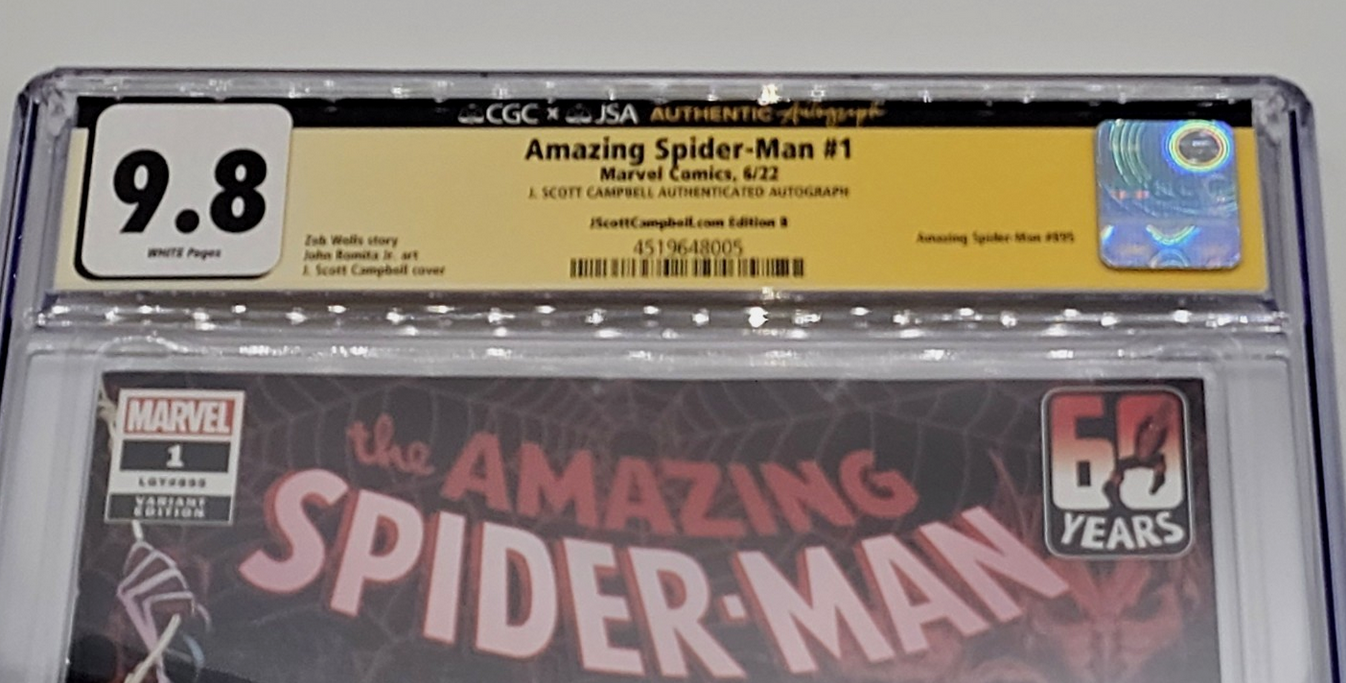 CGC × JSA AUTHENTIC Autograph
9.8
WHITE Pages
Amazing Spider-Man #1
Marvel Comics, 6/22
J. SCOTT CAMPBELL AUTHENTICATED AUTOGRAPH
JScottCampbell.com Edition B
4519648005
Zeb Wells story
John Romita Jr. art
J. Scott Campbell cover
Amazing Spider-Man #895
MARVEL
1
LGY#895
VARIANT
EDITION
the AMAZING
SPIDER-MAN
60
YEARS